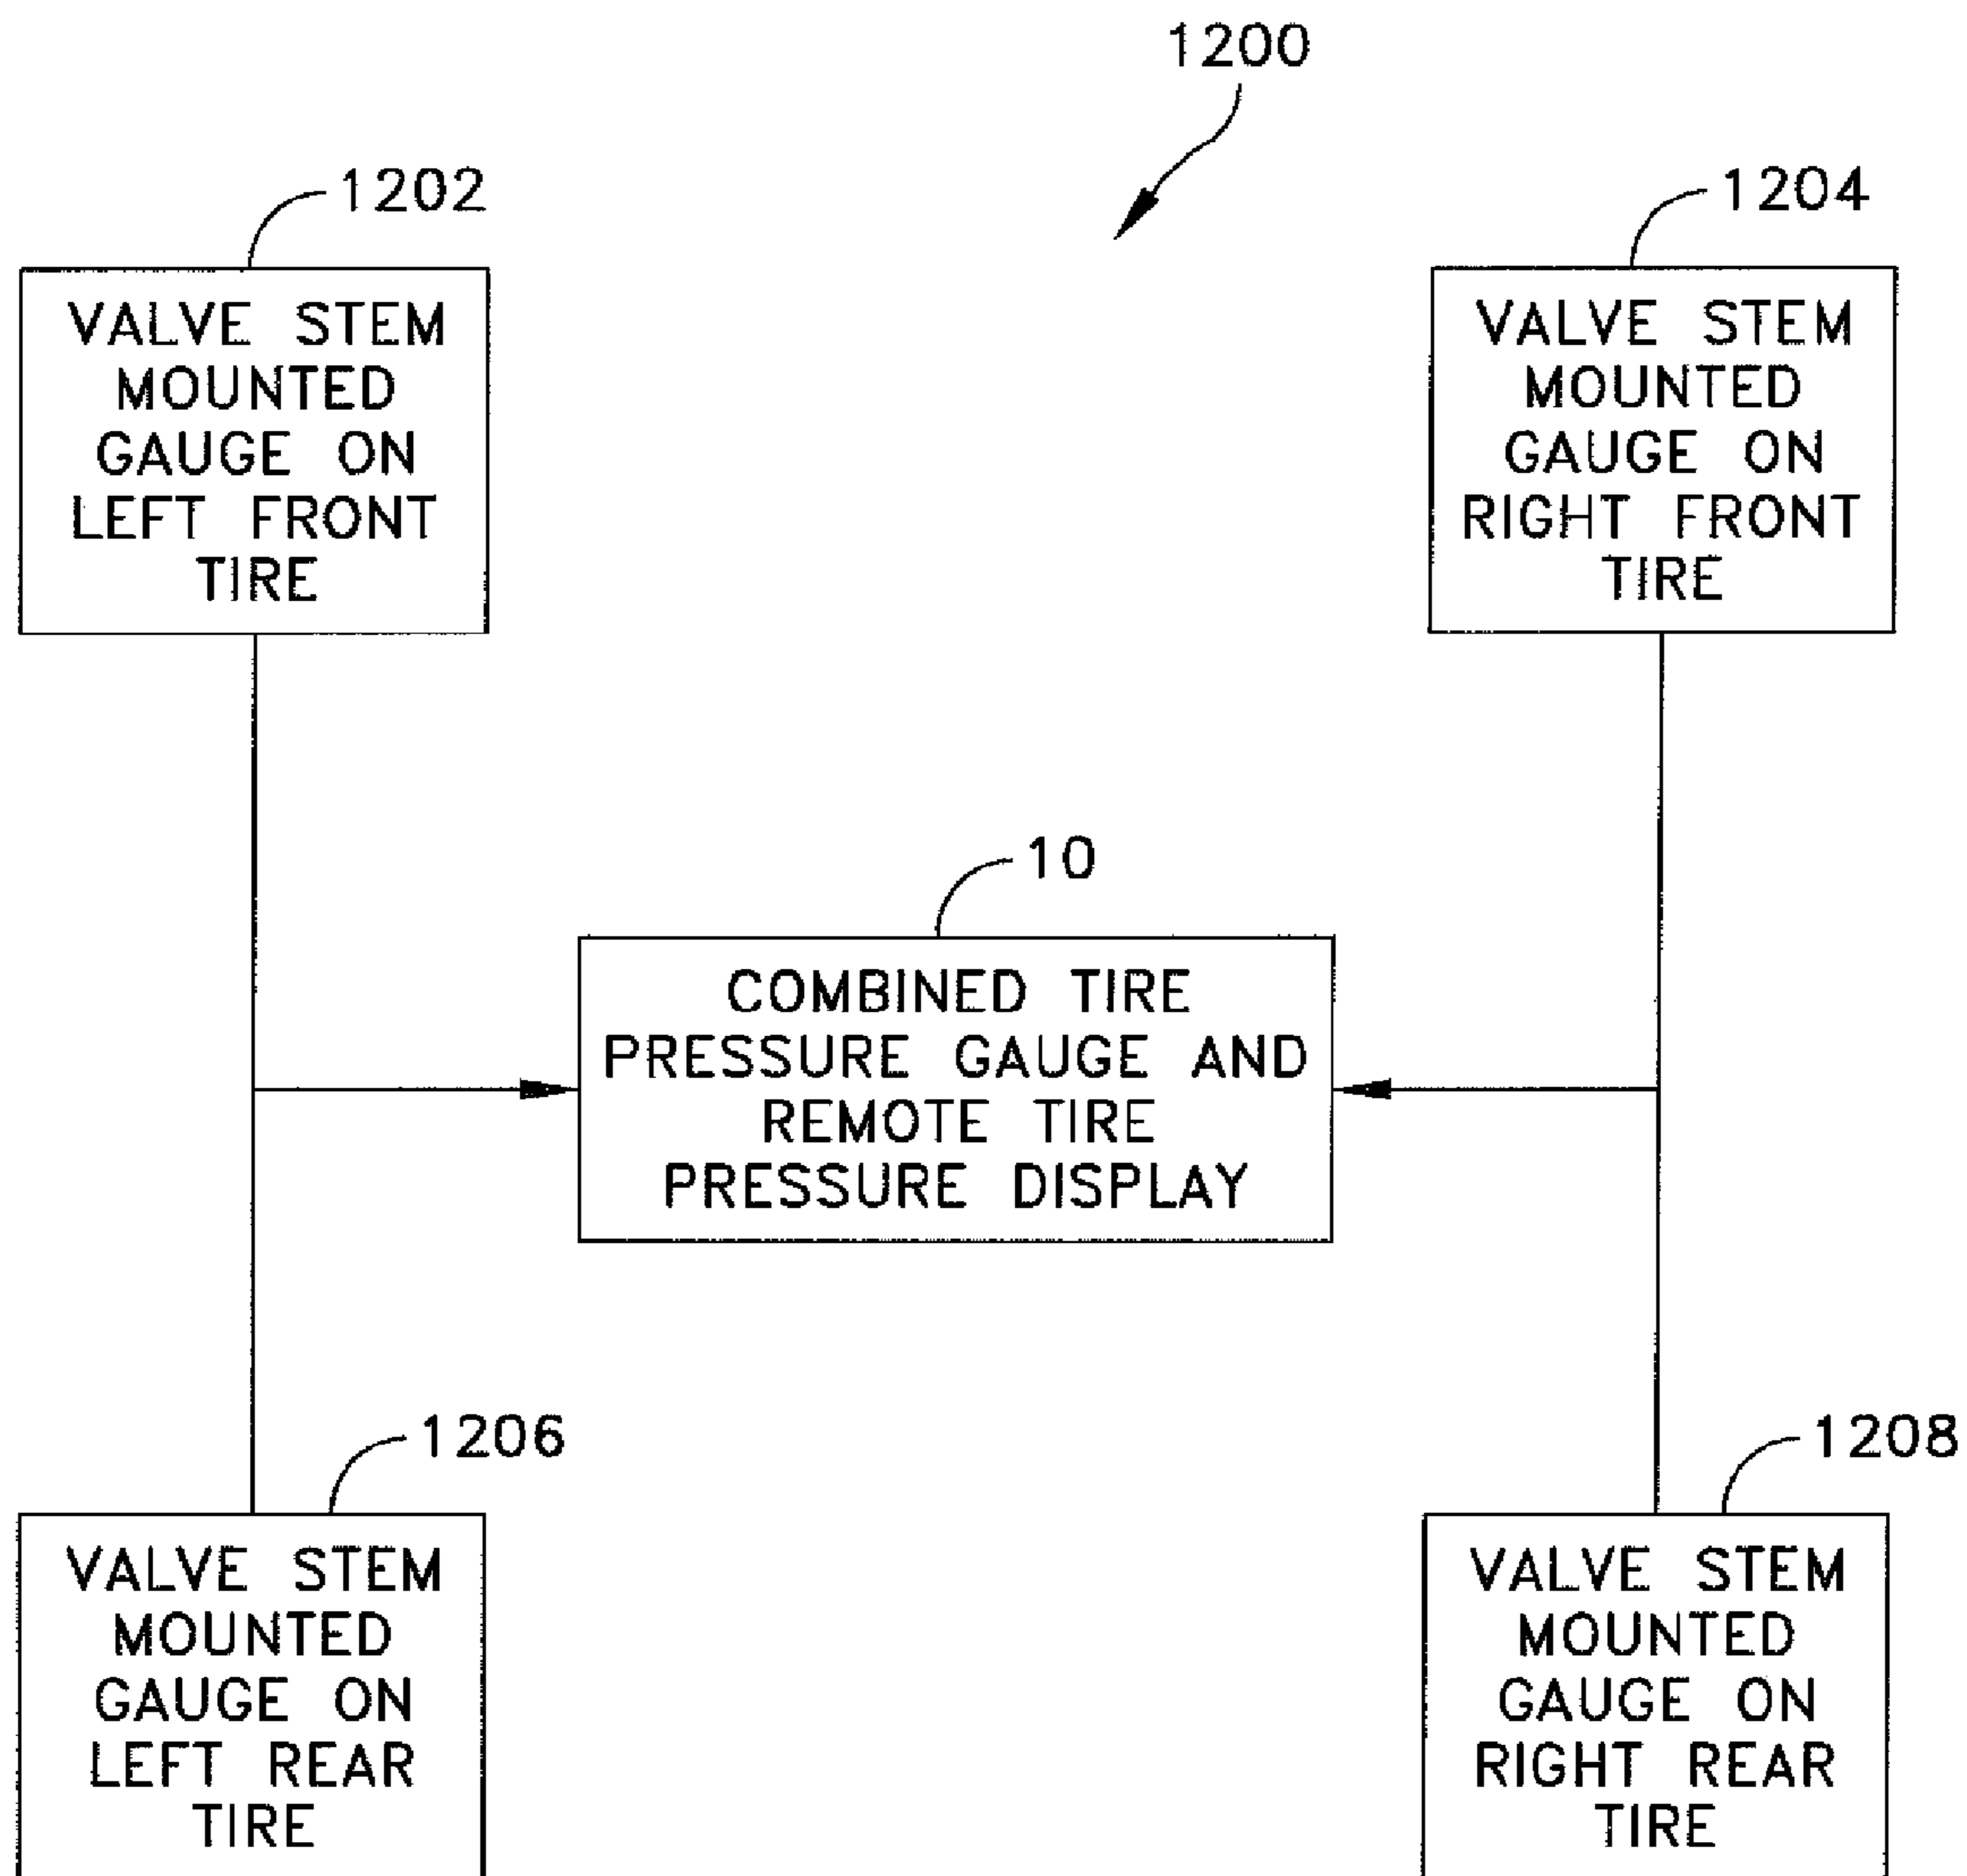 1200
1202
1204
VALVE STEM
MOUNTED
GAUGE ON
LEFT FRONT
TIRE
VALVE STEM
MOUNTED
GAUGE ON
RIGHT FRONT
TIRE
10
COMBINED TIRE
PRESSURE GAUGE AND
REMOTE TIRE
PRESSURE DISPLAY
1206
1208
VALVE STEM
MOUNTED
GAUGE ON
LEFT REAR
TIRE
VALVE STEM
MOUNTED
GAUGE ON
RIGHT REAR
TIRE